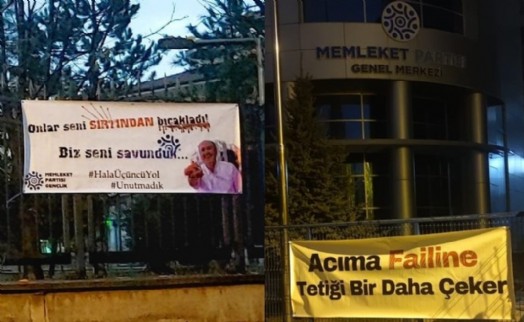 Onlar seni SIRTINDAN bıçakladı!
Biz seni savunduk...
MEMLEKET
PARTİSİ
GENÇLİK
#HalaÜçüncüYol
#Unutmadık
MEMLEKET PARTİSİ
GENEL MERKEZİ
Acıma Failine
Tetiği Bir Daha Çeker